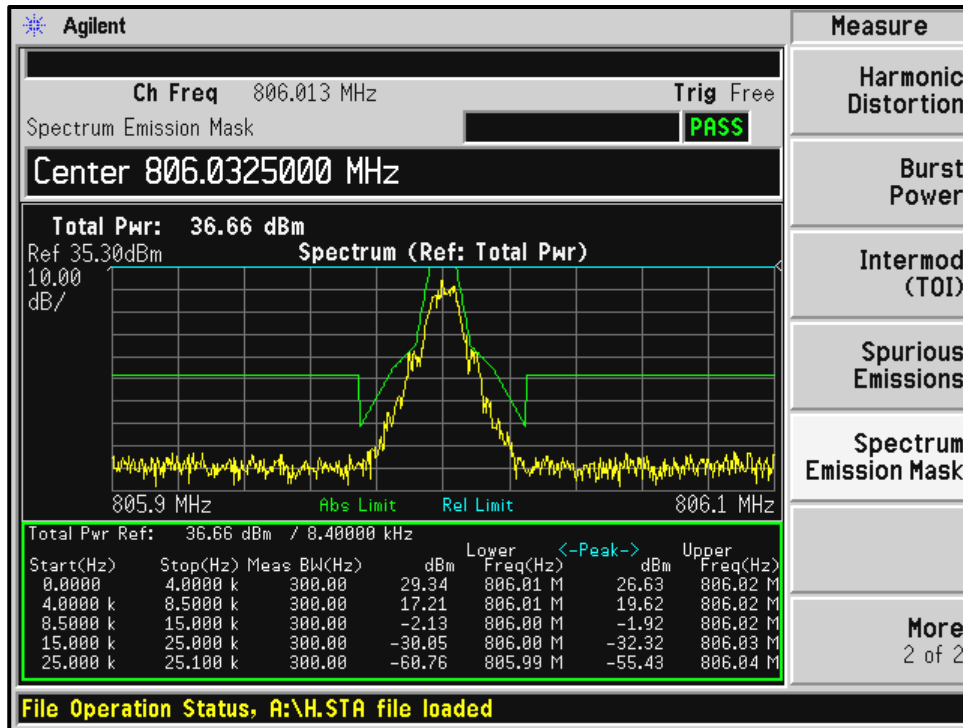 Agilent
Measure
Ch Freq 806.013 MHz Trig Free
Spectrum Emission Mask PASS
Center 806.0325000 MHz
Total Pwr: 36.66 dBm
Ref 35.30dBm Spectrum (Ref: Total Pwr)
10.00
dB/
805.9 MHz Abs Limit Rel Limit 806.1 MHz
Total Pwr Ref: 36.66 dBm / 8.40000 kHz
Lower <-Peak-> Upper
Start(Hz) Stop(Hz) Meas BW(Hz) dBm Freq(Hz) dBm Freq(Hz)
0.0000 4.0000 k 300.00 29.34 806.01 M 26.63 806.02 M
4.0000 k 8.5000 k 300.00 17.21 806.01 M 19.62 806.02 M
8.5000 k 15.000 k 300.00 -2.13 806.00 M -1.92 806.02 M
15.000 k 25.000 k 300.00 -30.05 806.00 M -32.32 806.03 M
25.000 k 25.100 k 300.00 -60.76 805.99 M -55.43 806.04 M
File Operation Status, A:\H.STA file loaded
Harmonic
Distortion
Burst
Power
Intermod
(TOI)
Spurious
Emissions
Spectrum
Emission Mask
More
2 of 2